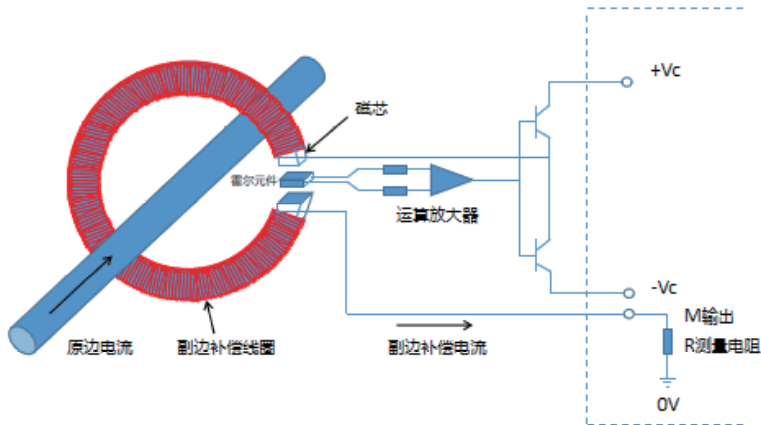 +Vc
磁芯
霍尔元件
运算放大器
-Vc
M输出
原边电流
副边补偿线圈
副边补偿电流
R测量电阻
0V